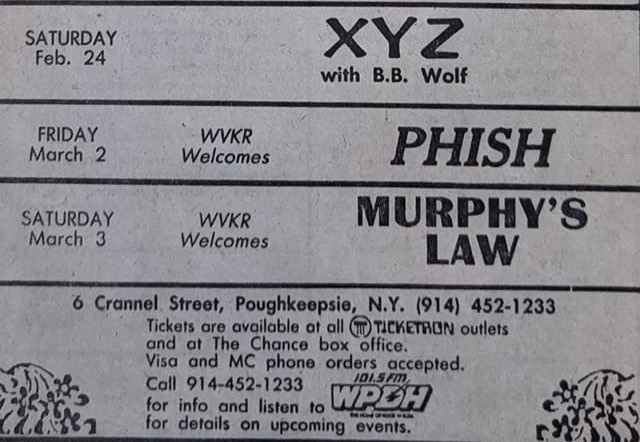 SATURDAY
Feb. 24
XYZ
with B.B. Wolf
FRIDAY
March 2
WVKR
Welcomes
PHISH
SATURDAY
March 3
WVKR
Welcomes
MURPHY'S
LAW
6 Crannel Street, Poughkeepsie, N.Y. (914) 452-1233
Tickets are available at all TICKETRON outlets
and at The Chance box office.
Visa and MC phone orders accepted.
Call 914-452-1233
101.5 FM
for info and listen to WPDH
for details on upcoming events.